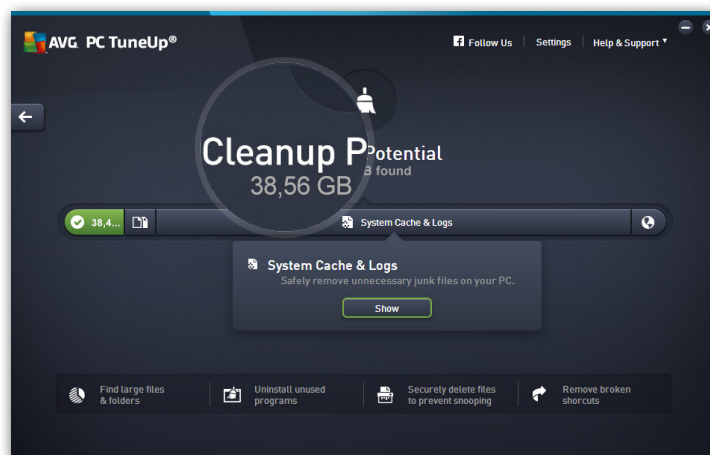 AVG PC TuneUp®
Follow Us
Settings
Help & Support
Cleanup Potential
38,56 GB found
38,4...
System Cache & Logs
System Cache & Logs
Safely remove unnecessary junk files on your PC.
Show
Find large files
& folders
Uninstall unused
programs
Securely delete files
to prevent snooping
Remove broken
shorcuts